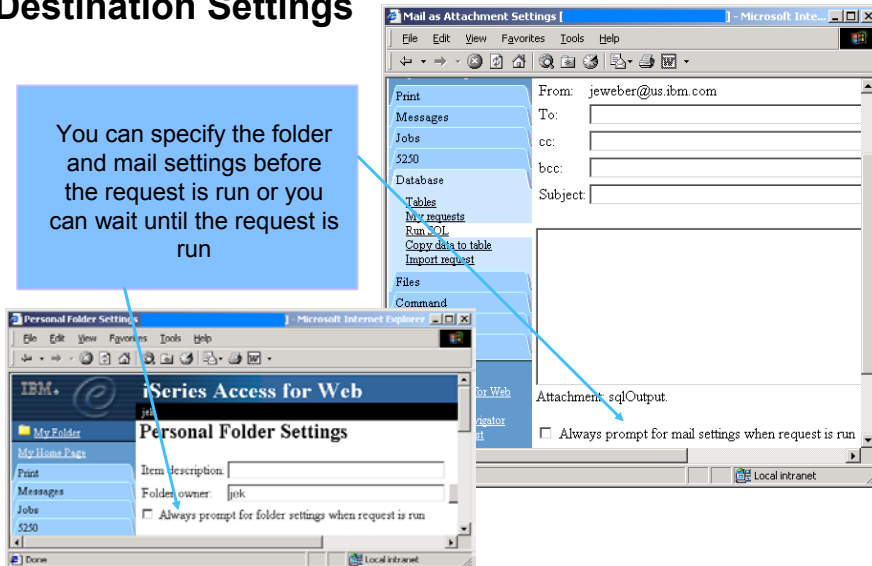 Destination Settings
Mail as Attachment Settings [ ] - Microsoft Inte...
File Edit View Favorites Tools Help
Print
Messages
Jobs
5250
Database
Tables
My requests
Run SQL
Copy data to table
Import request
Files
Command
for Web
From: jeweber@us.ibm.com
To:
cc:
bcc:
Subject:
Attachment: sqlOutput.
Always prompt for mail settings when request is run
Local intranet
You can specify the folder
and mail settings before
the request is run or you
can wait until the request is
run
Personal Folder Settings ] - Microsoft Internet Explorer
File Edit View Favorites Tools Help
IBM.
iSeries Access for Web
jek
My Folder
My Home Page
Print
Messages
Jobs
5250
Personal Folder Settings
Item description:
Folder owner: jek
Always prompt for folder settings when request is run
Done
Local intranet